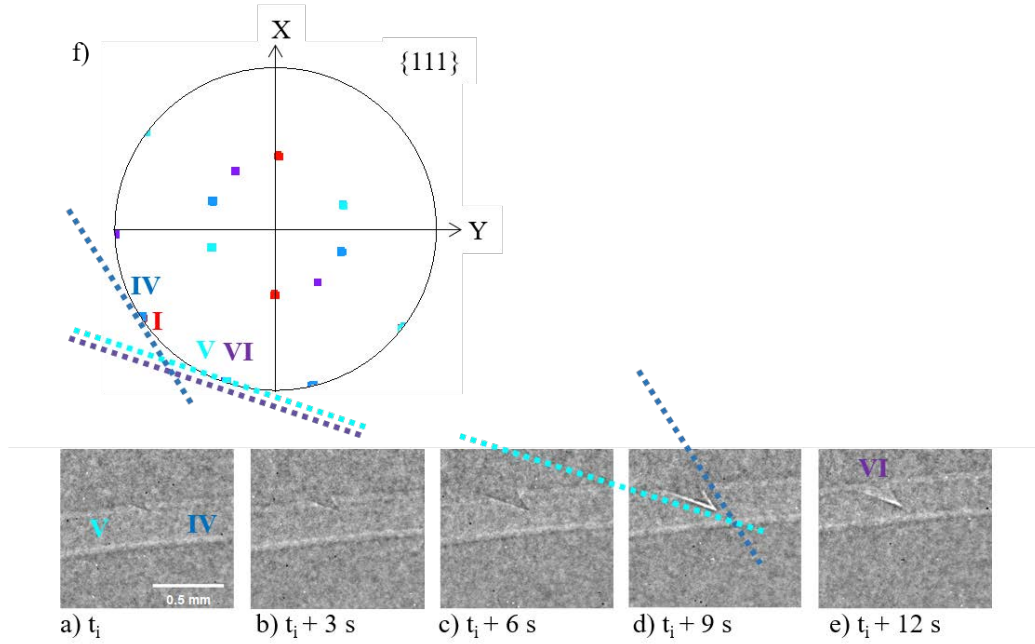 X
f)
{111}
Y
IV
I
V VI
V
IV
0.5 mm
VI
a) tᵢ
b) tᵢ + 3 s
c) tᵢ + 6 s
d) tᵢ + 9 s
e) tᵢ + 12 s